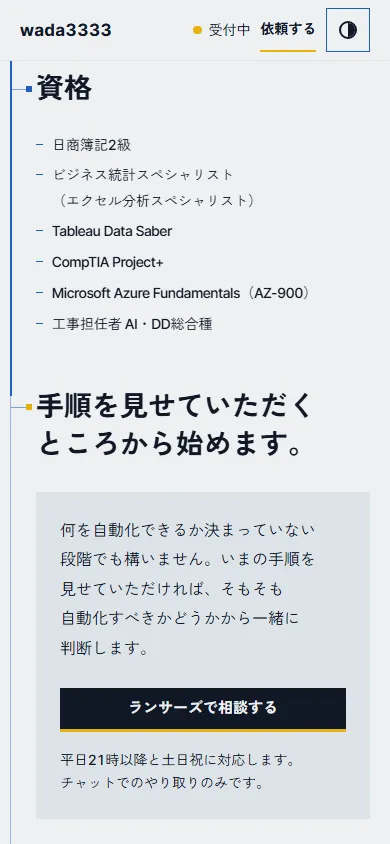 wada3333
受付中
依頼する
資格
日商簿記2級
ビジネス統計スペシャリスト
（エクセル分析スペシャリスト）
Tableau Data Saber
CompTIA Project+
Microsoft Azure Fundamentals（AZ-900）
工事担任者 AI・DD総合種
手順を見せていただく
ところから始めます。
何を自動化できるか決まっていない
段階でも構いません。いまの手順を
見せていただければ、そもそも
自動化すべきかどうかから一緒に
判断します。
ランサーズで相談する
平日21時以降と土日祝に対応します。
チャットでのやり取りのみです。